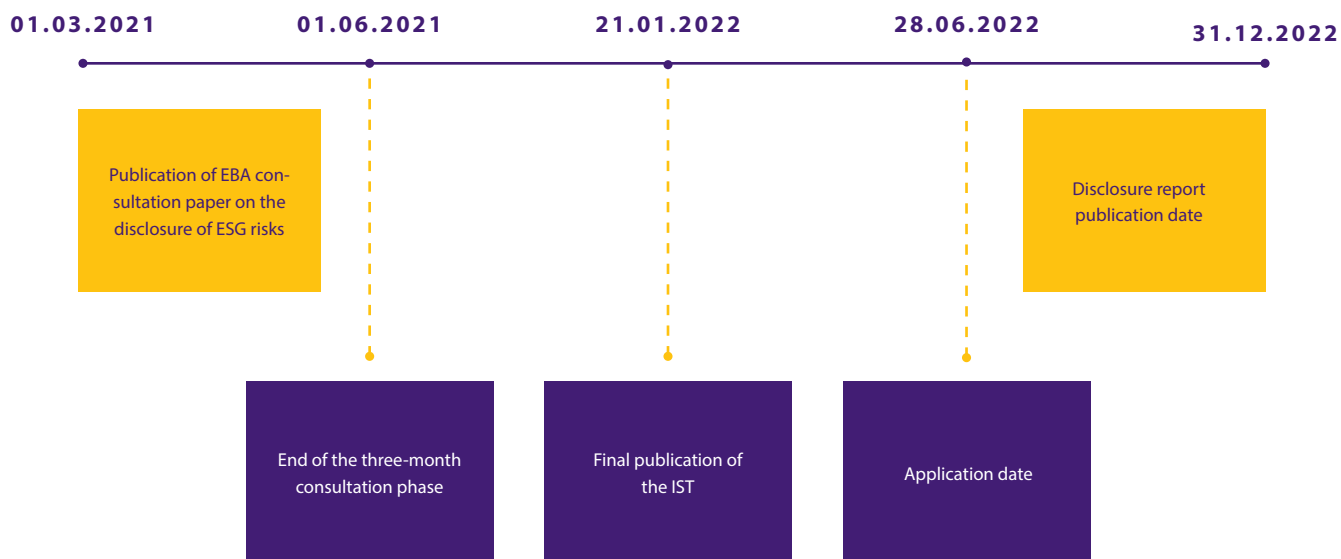 01.03.2021
01.06.2021
21.01.2022
28.06.2022
31.12.2022
Publication of EBA con-
sultation paper on the
disclosure of ESG risks
Disclosure report
publication date
End of the three-month
consultation phase
Final publication of
the IST
Application date